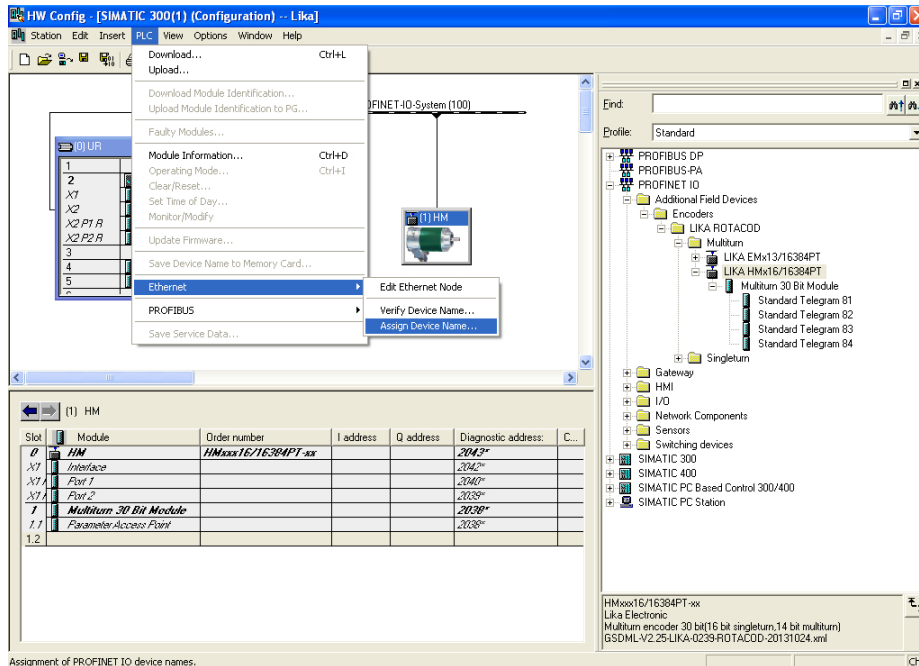 HW Config - [SIMATIC 300(1) (Configuration) -- Lika]
Station Edit Insert PLC View Options Window Help
Download... Ctrl+L
Upload...
Download Module Identification...
Upload Module Identification to PG...
Faulty Modules...
Module Information... Ctrl+D
Operating Mode... Ctrl+I
Clear/Reset...
Set Time of Day...
Monitor/Modify
Update Firmware...
Save Device Name to Memory Card...
Ethernet
PROFIBUS
Save Service Data...
Edit Ethernet Node
Verify Device Name...
Assign Device Name...
(0) UR
1
2
X1
X2
X2 P1 R
X2 P2 R
3
4
5
OFINET-IO-System (100)
(1) HM
Find:
Profile: Standard
PROFIBUS DP
PROFIBUS-PA
PROFINET IO
Additional Field Devices
Encoders
LIKA ROTACOD
Multiturn
LIKA EMx13/16384PT
LIKA HMx16/16384PT
Multiturn 30 Bit Module
Standard Telegram 81
Standard Telegram 82
Standard Telegram 83
Standard Telegram 84
Singleturn
Gateway
HMI
I/O
Network Components
Sensors
Switching devices
SIMATIC 300
SIMATIC 400
SIMATIC PC Based Control 300/400
SIMATIC PC Station
(1) HM
Slot Module Order number I address Q address Diagnostic address: C...
0 HM HMxxx16/16384PT-xx 2043*
X1 Interface 2042*
X1 Port 1 2040*
X1 Port 2 2039*
1 Multiturn 30 Bit Module 2038*
1.1 Parameter Access Point 2038*
1.2
HMxxx16/16384PT-xx
Lika Electronic
Multiturn encoder 30 bit(16 bit singleturn,14 bit multiturn)
GSDML-V2.25-LIKA-0239-ROTACOD-20131024.xml
Assignment of PROFINET IO device names.